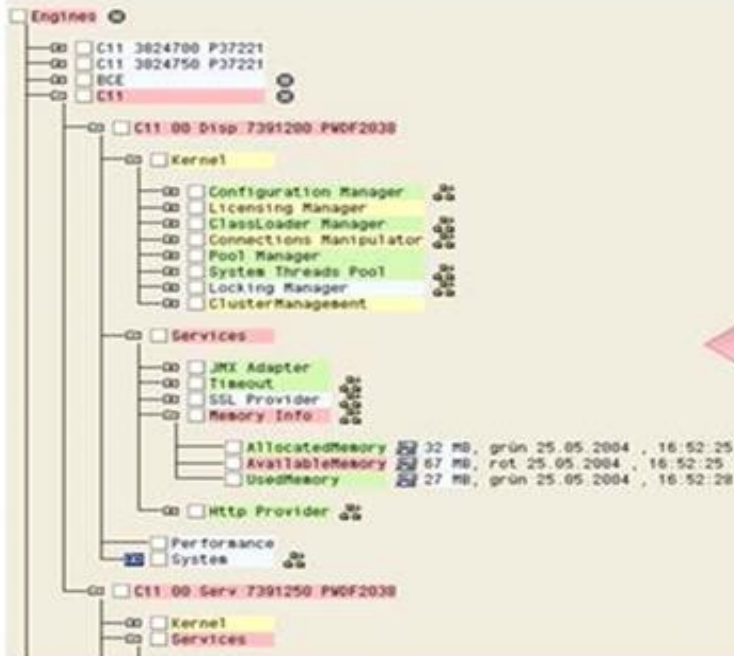 Engines
C11 3824700 P37221
C11 3824750 P37221
BCE
C11
C11 00 Disp 7391200 PWDF2038
Kernel
Configuration Manager
Licensing Manager
ClassLoader Manager
Connections Manipulator
Pool Manager
System Threads Pool
Locking Manager
ClusterManagement
Services
JMX Adapter
Timeout
SSL Provider
Memory Info
AllocatedMemory 32 MB, grün 25.05.2004 , 16:52:25
AvailableMemory 67 MB, rot 25.05.2004 , 16:52:25
UsedMemory 27 MB, grün 25.05.2004 , 16:52:28
Http Provider
Performance
System
C11 00 Serv 7391250 PWDF2038
Kernel
Services